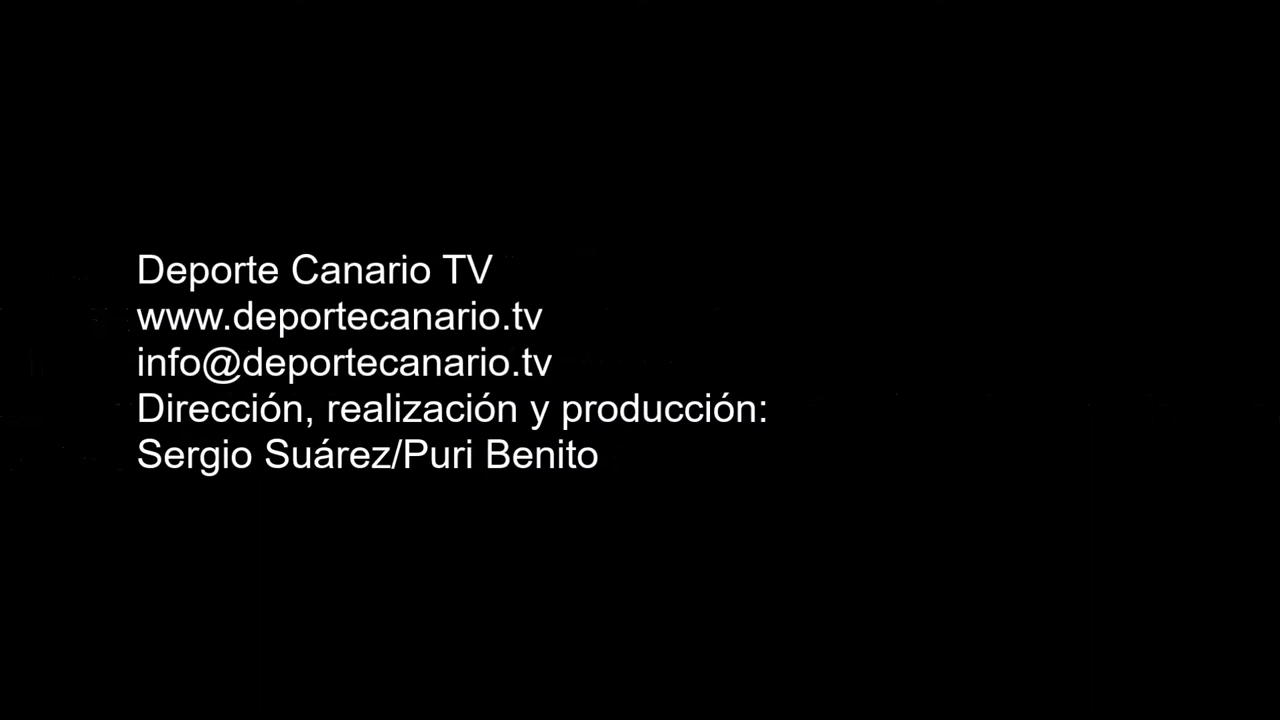 Deporte Canario TV
www.deportecanario.tv
info@deportecanario.tv
Dirección, realización y producción:
Sergio Suárez/Puri Benito